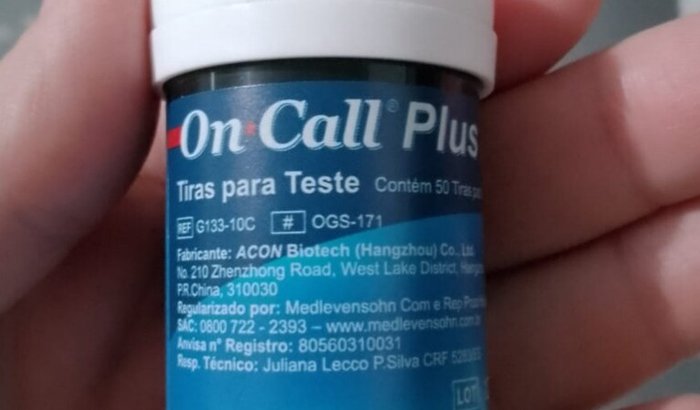 On Call® Plus
Tiras para Teste Contém 50 Tiras
REF G133-10C # OGS-171
Fabricante: ACON Biotech (Hangzhou) Co., Ltd.
No. 210 Zhenzhong Road, West Lake District,
P.R.China, 310030
Regularizado por: Medlevensohn Com e Rep
SAC: 0800 722 - 2393 – www.medlevensohn.com
Anvisa nº Registro: 80560310031
Resp. Técnico: Juliana Lecco P.Silva CRF
LOT